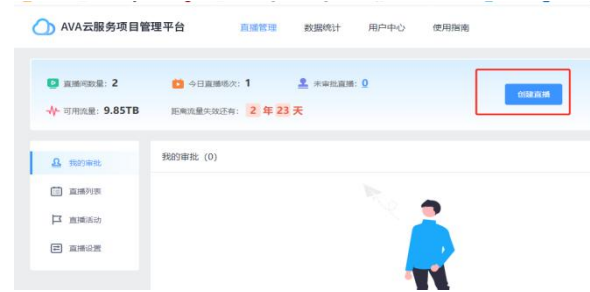 AVA云服务项目管理平台 直播管理 数据统计 用户中心 使用指南
直播间数量: 2 今日直播场次: 1 未审批直播: 0 创建直播
可用流量: 9.85TB 距离流量失效还有: 2 年 23 天
我的审批 我的审批 (0)
直播列表
直播活动
直播设置